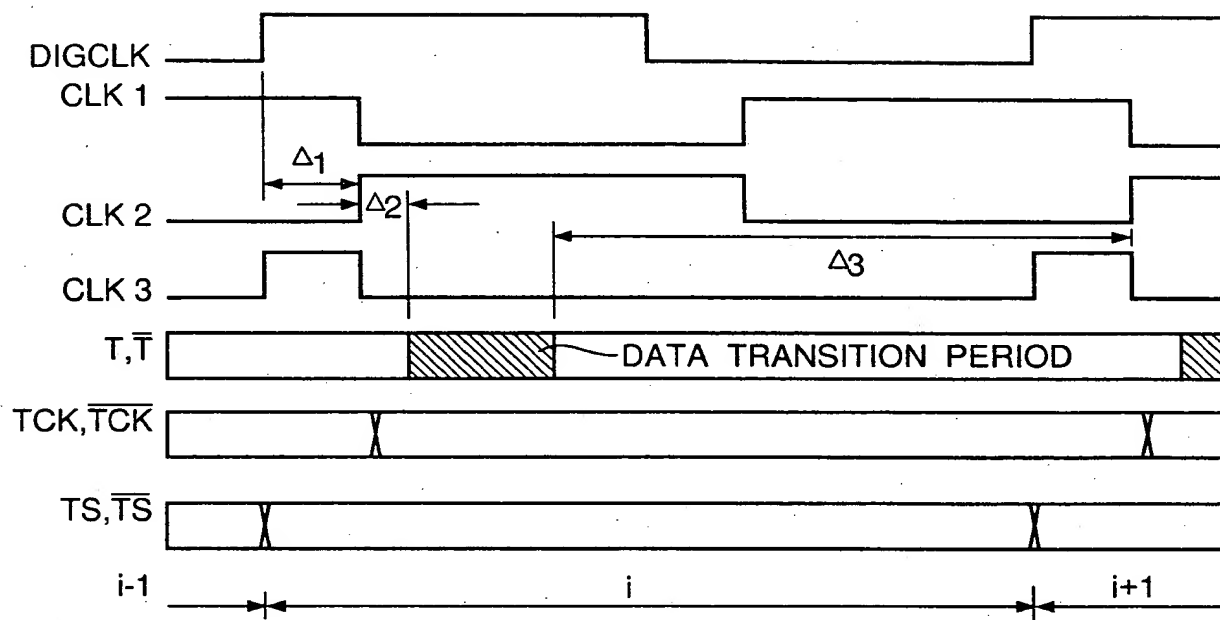 DIGCLK
CLK 1
Δ1
CLK 2
Δ2
Δ3
CLK 3
T,T̅
DATA TRANSITION PERIOD
TCK,T̅C̅K̅
TS,T̅S̅
i-1
i
i+1